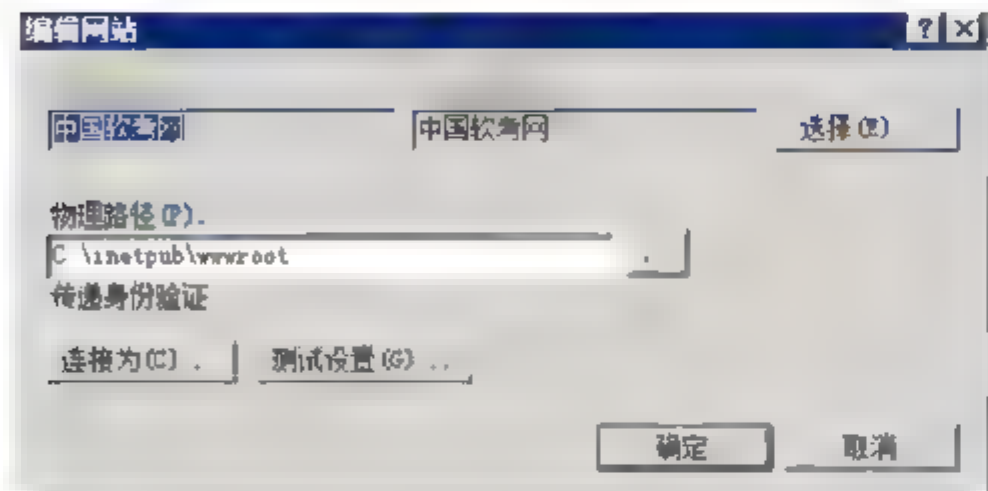 编辑网站
中国软考网 中国软考网 选择(E)
物理路径(P).
C \inetpub\wwwroot .
传递身份验证
连接为(C) . 测试设置(G) ..
确定 取消